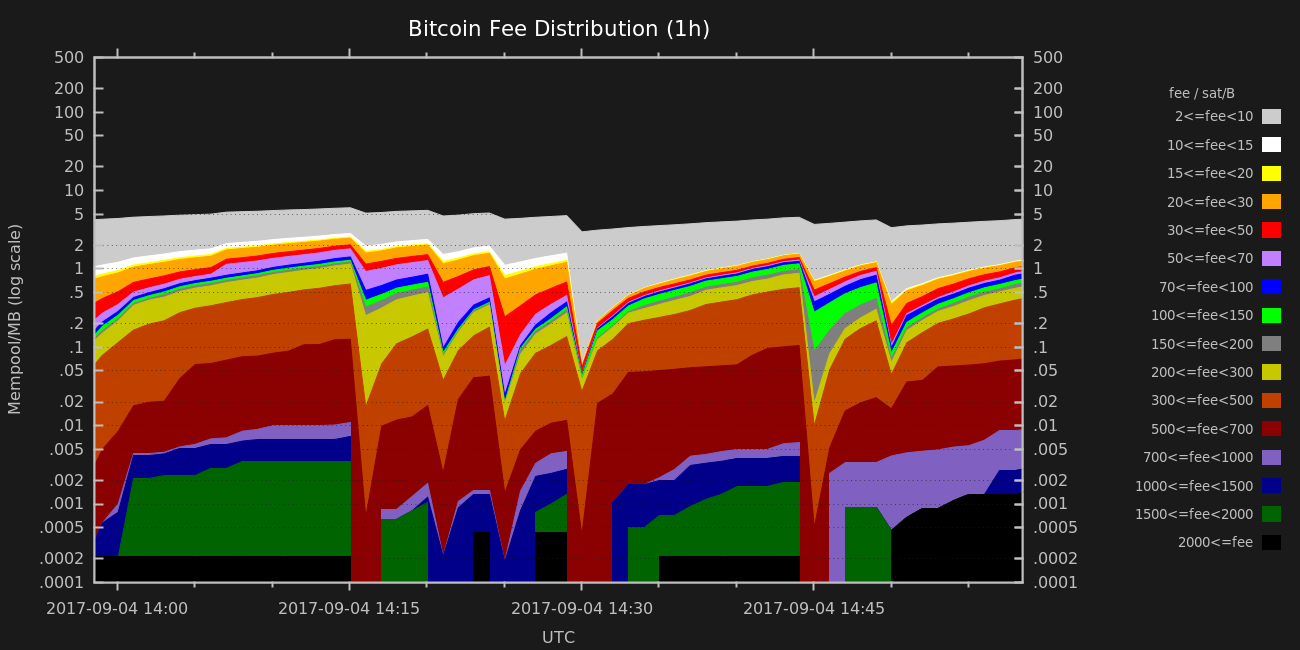 Bitcoin Fee Distribution (1h)
Mempool/MB (log scale)
500
200
100
50
20
10
5
2
1
.5
.2
.1
.05
.02
.01
.005
.002
.001
.0005
.0002
.0001
500
200
100
50
20
10
5
2
1
.5
.2
.1
.05
.02
.01
.005
.002
.001
.0005
.0002
.0001
2017-09-04 14:00
2017-09-04 14:15
2017-09-04 14:30
2017-09-04 14:45
UTC
fee / sat/B
2<=fee<10
10<=fee<15
15<=fee<20
20<=fee<30
30<=fee<50
50<=fee<70
70<=fee<100
100<=fee<150
150<=fee<200
200<=fee<300
300<=fee<500
500<=fee<700
700<=fee<1000
1000<=fee<1500
1500<=fee<2000
2000<=fee